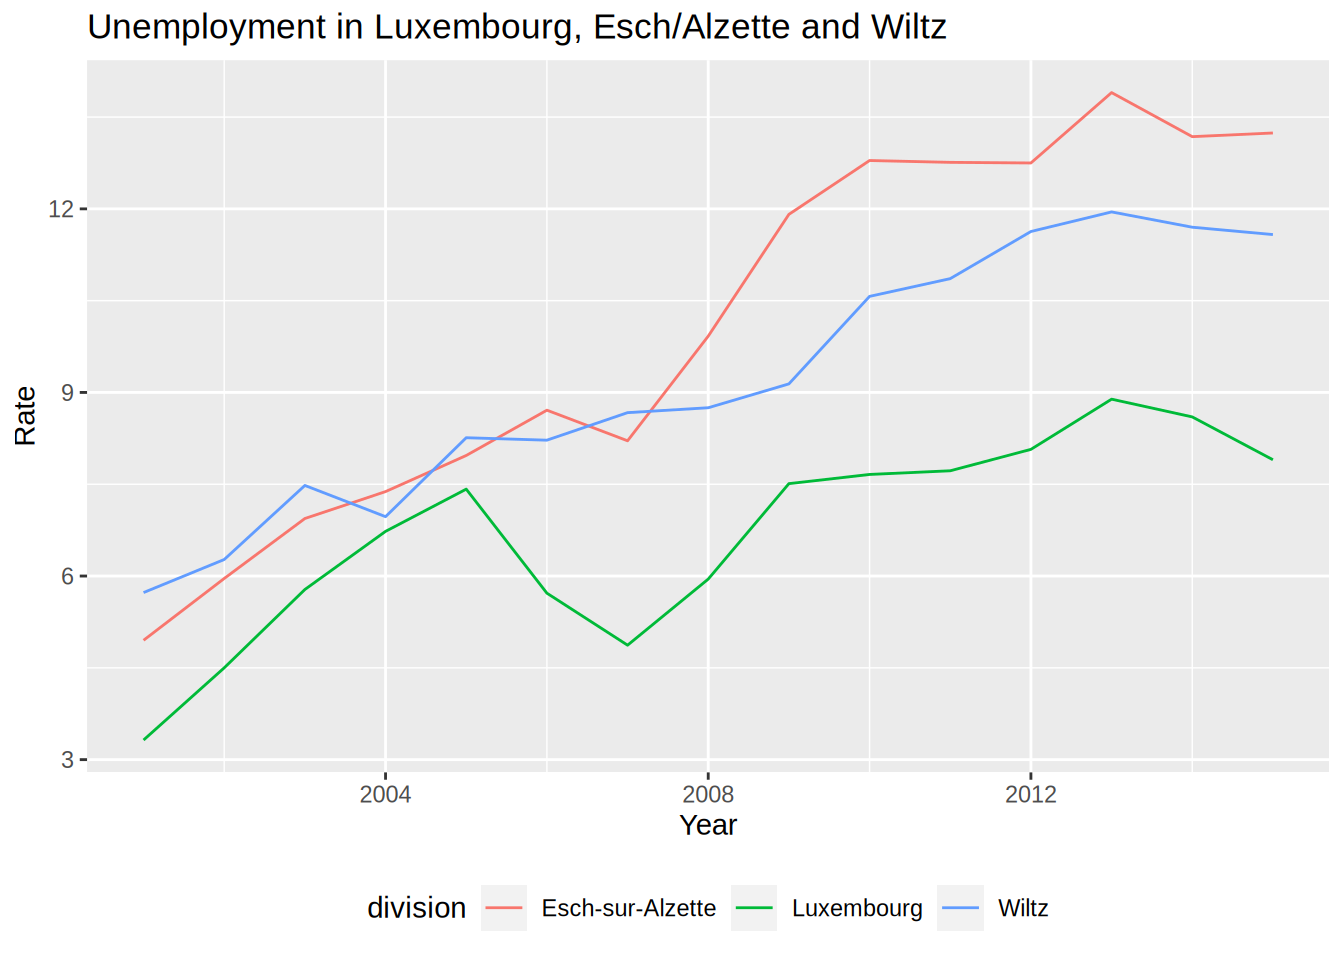 Unemployment in Luxembourg, Esch/Alzette and Wiltz
12
9
6
3
Rate
2004 2008 2012
Year
division Esch-sur-Alzette Luxembourg Wiltz